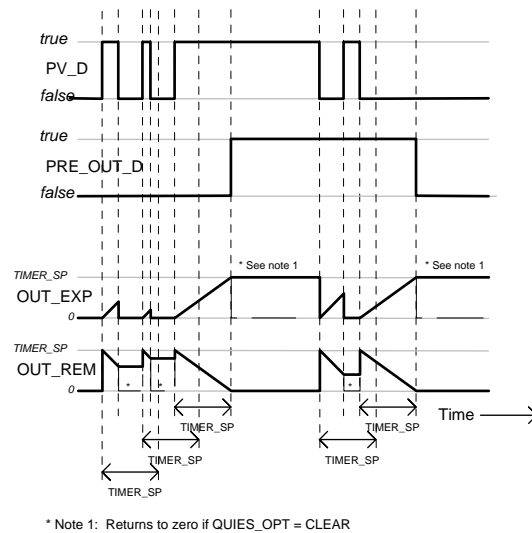 true
PV_D
false
true
PRE_OUT_D
false
* See note 1
* See note 1
TIMER_SP
OUT_EXP
0
TIMER_SP
OUT_REM
* * *
0
Time
TIMER_SP
TIMER_SP
TIMER_SP
TIMER_SP
TIMER_SP
* Note 1: Returns to zero if QUIES_OPT = CLEAR